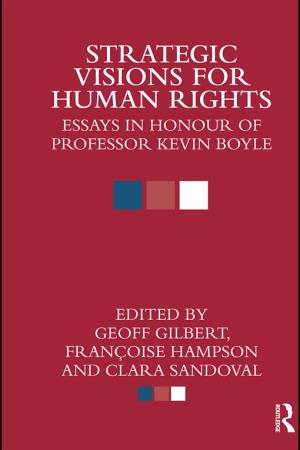 STRATEGIC
VISIONS FOR
HUMAN RIGHTS
ESSAYS IN HONOUR OF
PROFESSOR KEVIN BOYLE
EDITED BY
GEOFF GILBERT,
FRANÇOISE HAMPSON
AND CLARA SANDOVAL
ROUTLEDGE